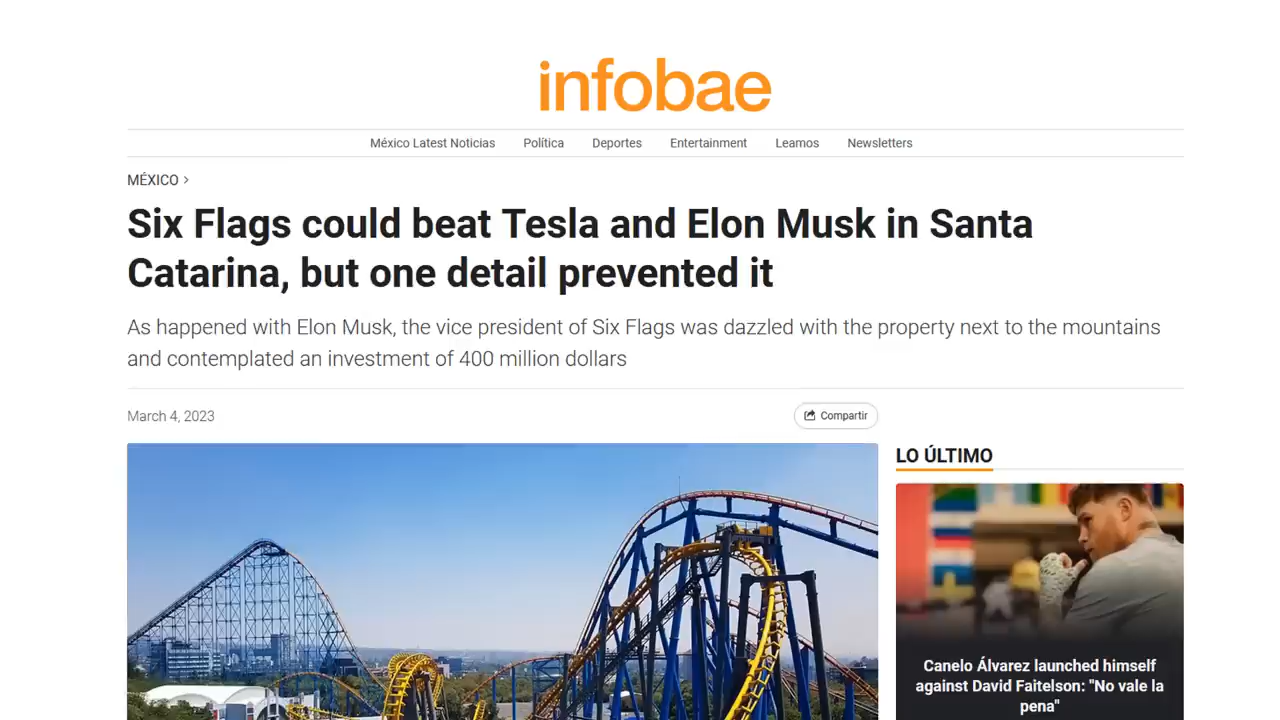 infobae
México Latest Noticias Política Deportes Entertainment Leamos Newsletters
MÉXICO >
Six Flags could beat Tesla and Elon Musk in Santa
Catarina, but one detail prevented it
As happened with Elon Musk, the vice president of Six Flags was dazzled with the property next to the mountains
and contemplated an investment of 400 million dollars
March 4, 2023
Compartir
LO ÚLTIMO
Canelo Álvarez launched himself
against David Faitelson: "No vale la
pena"